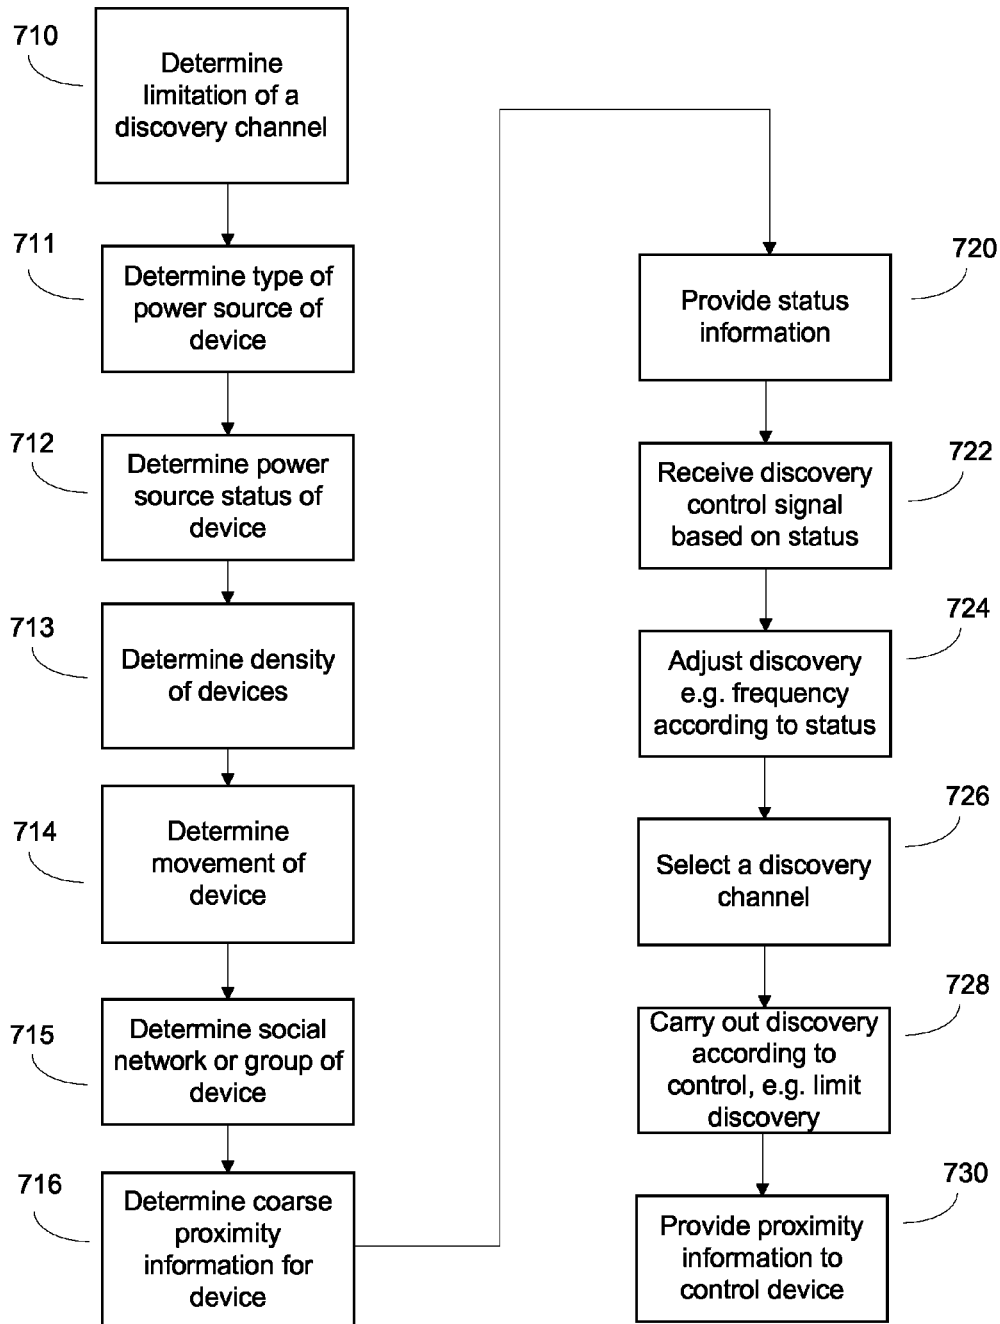 710
Determine
limitation of a
discovery channel
711
Determine type of
power source of
device
712
Determine power
source status of
device
713
Determine density
of devices
714
Determine
movement of
device
715
Determine social
network or group of
device
716
Determine coarse
proximity
information for
device
720
Provide status
information
722
Receive discovery
control signal
based on status
724
Adjust discovery
e.g. frequency
according to status
726
Select a discovery
channel
728
Carry out discovery
according to
control, e.g. limit
discovery
730
Provide proximity
information to
control device